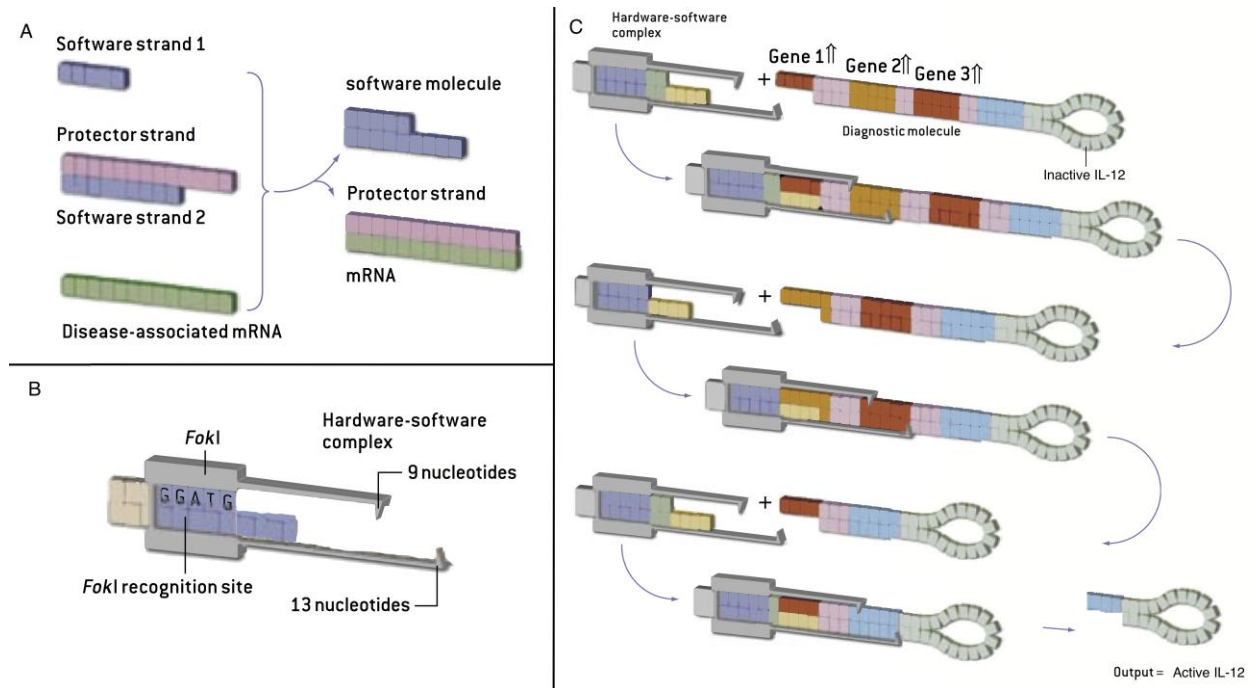 A
Software strand 1
Protector strand
Software strand 2
Disease-associated mRNA
software molecule
Protector strand
mRNA
B
FokI
Hardware-software
complex
9 nucleotides
GGATG
FokI recognition site
13 nucleotides
C
Hardware-software
complex
+
Gene 1⇑
Gene 2⇑
Gene 3⇑
Diagnostic molecule
Inactive IL-12
+
+
Output = Active IL-12